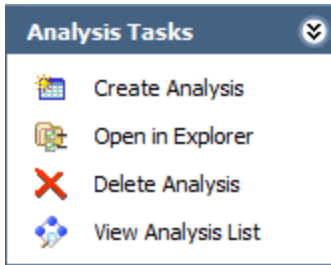 Analysis Tasks
Create Analysis
Open in Explorer
Delete Analysis
View Analysis List